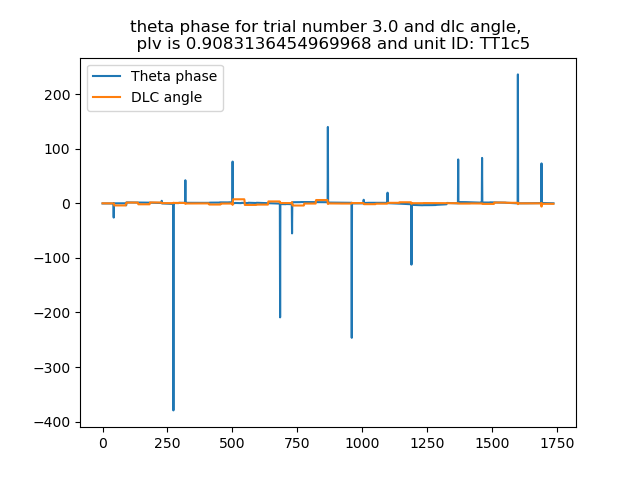 theta phase for trial number 3.0 and dlc angle,
plv is 0.9083136454969968 and unit ID: TT1c5
Theta phase
DLC angle
200
100
0
−100
−200
−300
−400
0 250 500 750 1000 1250 1500 1750